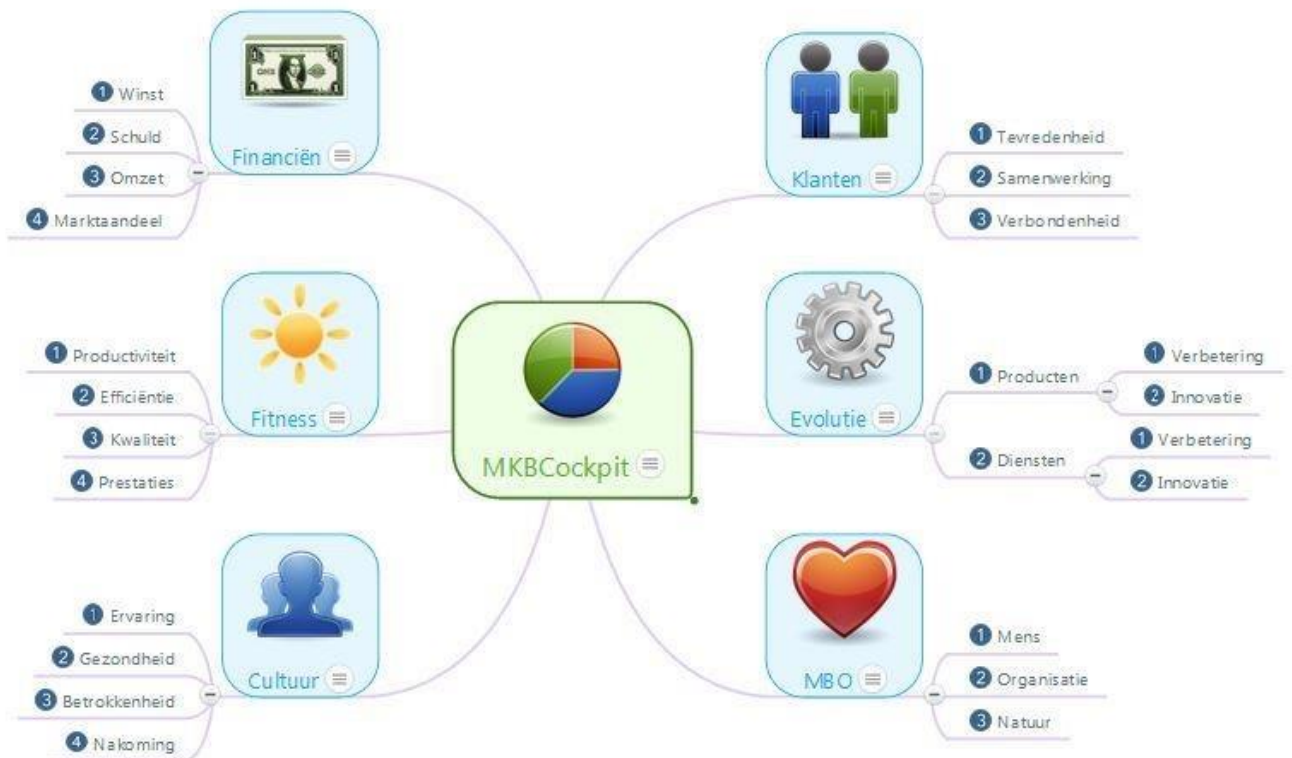 Financiën
1 Winst
2 Schuld
3 Omzet
4 Marktaandeel
Klanten
1 Tevredenheid
2 Samenwerking
3 Verbondenheid
Fitness
1 Productiviteit
2 Efficiëntie
3 Kwaliteit
4 Prestaties
MKBCockpit
Evolutie
1 Producten
1 Verbetering
2 Innovatie
2 Diensten
1 Verbetering
2 Innovatie
Cultuur
1 Ervaring
2 Gezondheid
3 Betrokkenheid
4 Nakoming
MBO
1 Mens
2 Organisatie
3 Natuur